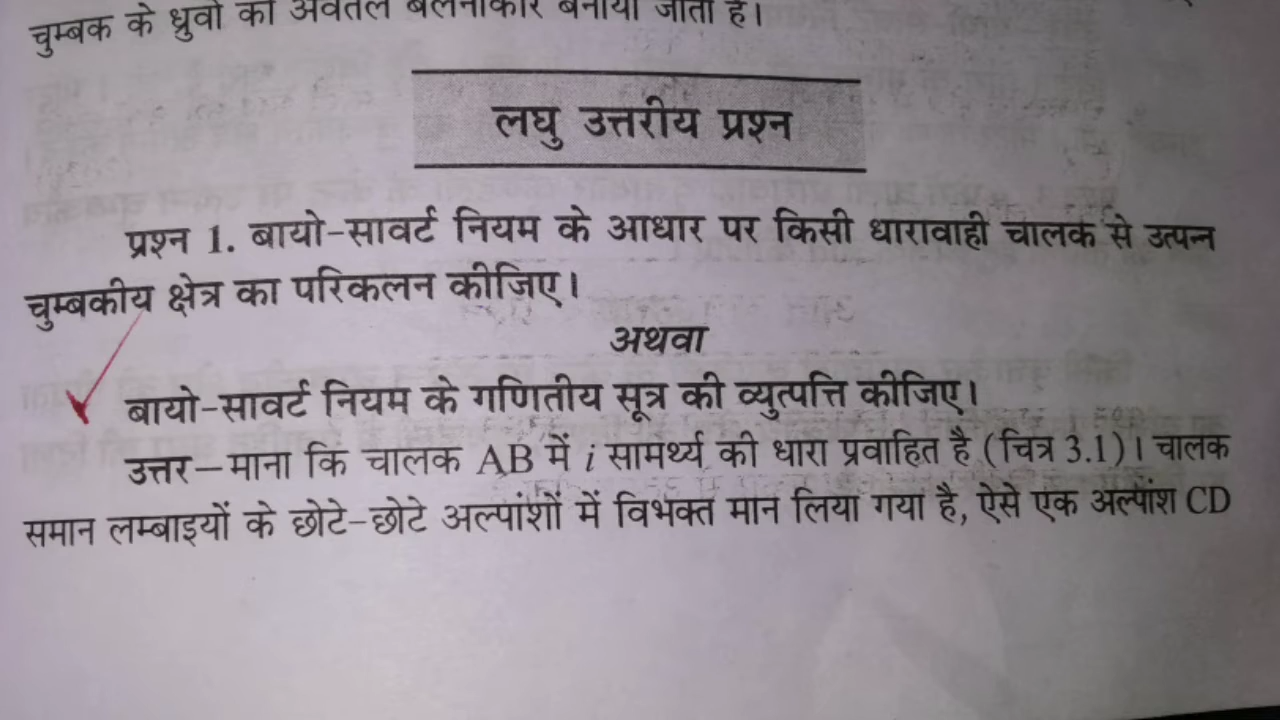 चुम्बक के ध्रुवों को अवतल बेलनाकार बनाया जाता है।
लघु उत्तरीय प्रश्न
प्रश्न 1. बायो-सावर्ट नियम के आधार पर किसी धारावाही चालक से उत्पन्न
चुम्बकीय क्षेत्र का परिकलन कीजिए।
अथवा
बायो-सावर्ट नियम के गणितीय सूत्र की व्युत्पत्ति कीजिए।
उत्तर—माना कि चालक AB में i सामर्थ्य की धारा प्रवाहित है (चित्र 3.1)। चालक
समान लम्बाइयों के छोटे-छोटे अल्पांशों में विभक्त मान लिया गया है, ऐसे एक अल्पांश CD